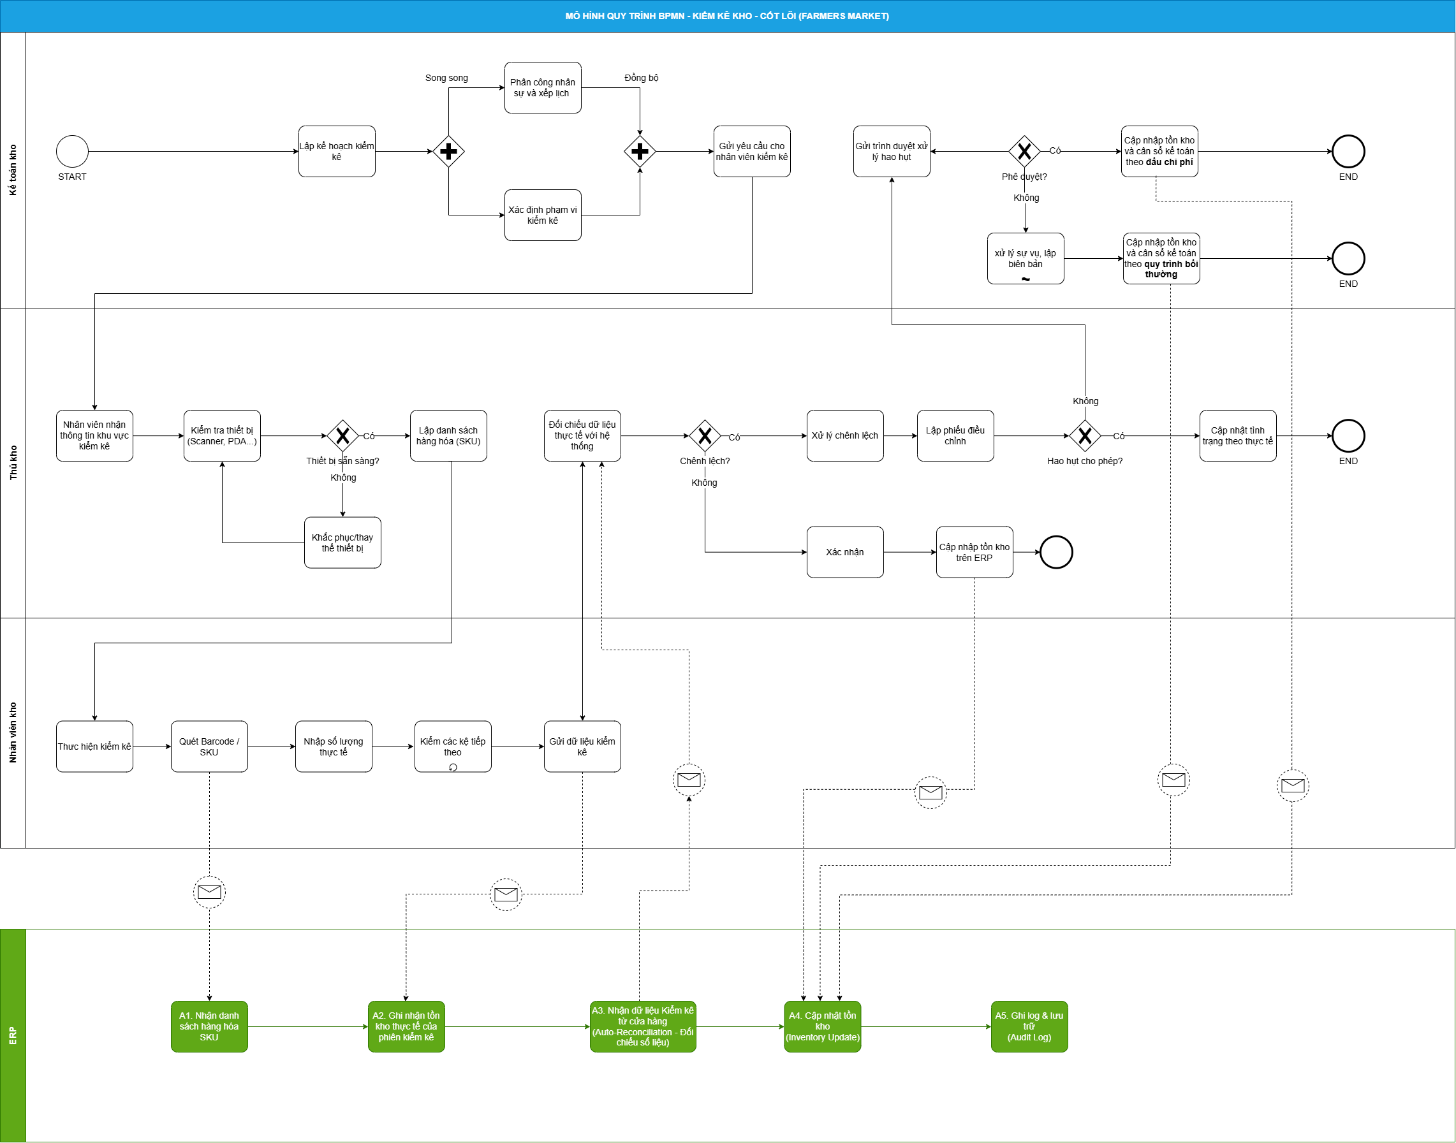 MÔ HÌNH QUY TRÌNH BPMN - KIỂM KÊ KHO - CỐT LÕI (FARMERS MARKET)
Kế toán kho
START
Lập kế hoạch kiểm
kê
Song song
Phân công nhân
sự và xếp lịch
Xác định phạm vi
kiểm kê
Đồng bộ
Gửi yêu cầu cho
nhân viên kiểm kê
Gửi trình duyệt xử
lý hao hụt
Phê duyệt?
Có
Không
Cập nhập tồn kho
và cân sổ kế toán
theo đầu chi phí
END
xử lý sự vụ, lập
biên bản
~
Cập nhập tồn kho
và cân sổ kế toán
theo quy trình bồi
thường
END
Thủ kho
Nhân viên nhận
thông tin khu vực
kiểm kê
Kiểm tra thiết bị
(Scanner, PDA...)
Thiết bị sẵn sàng?
Có
Không
Khắc phục/thay
thế thiết bị
Lập danh sách
hàng hóa (SKU)
Đối chiếu dữ liệu
thực tế với hệ
thống
Chênh lệch?
Có
Không
Xử lý chênh lệch
Lập phiếu điều
chỉnh
Không
Hao hụt cho phép?
Có
Cập nhật tình
trạng theo thực tế
END
Xác nhận
Cập nhập tồn kho
trên ERP
Nhân viên kho
Thực hiện kiểm kê
Quét Barcode /
SKU
Nhập số lượng
thực tế
Kiểm các kệ tiếp
theo
Gửi dữ liệu kiểm
kê
ERP
A1. Nhận danh
sách hàng hóa
SKU
A2. Ghi nhận tồn
kho thực tế của
phiên kiểm kê
A3. Nhận dữ liệu Kiểm kê
từ cửa hàng
(Auto-Reconciliation - Đối
chiếu số liệu)
A4. Cập nhật tồn
kho
(Inventory Update)
A5. Ghi log & lưu
trữ
(Audit Log)